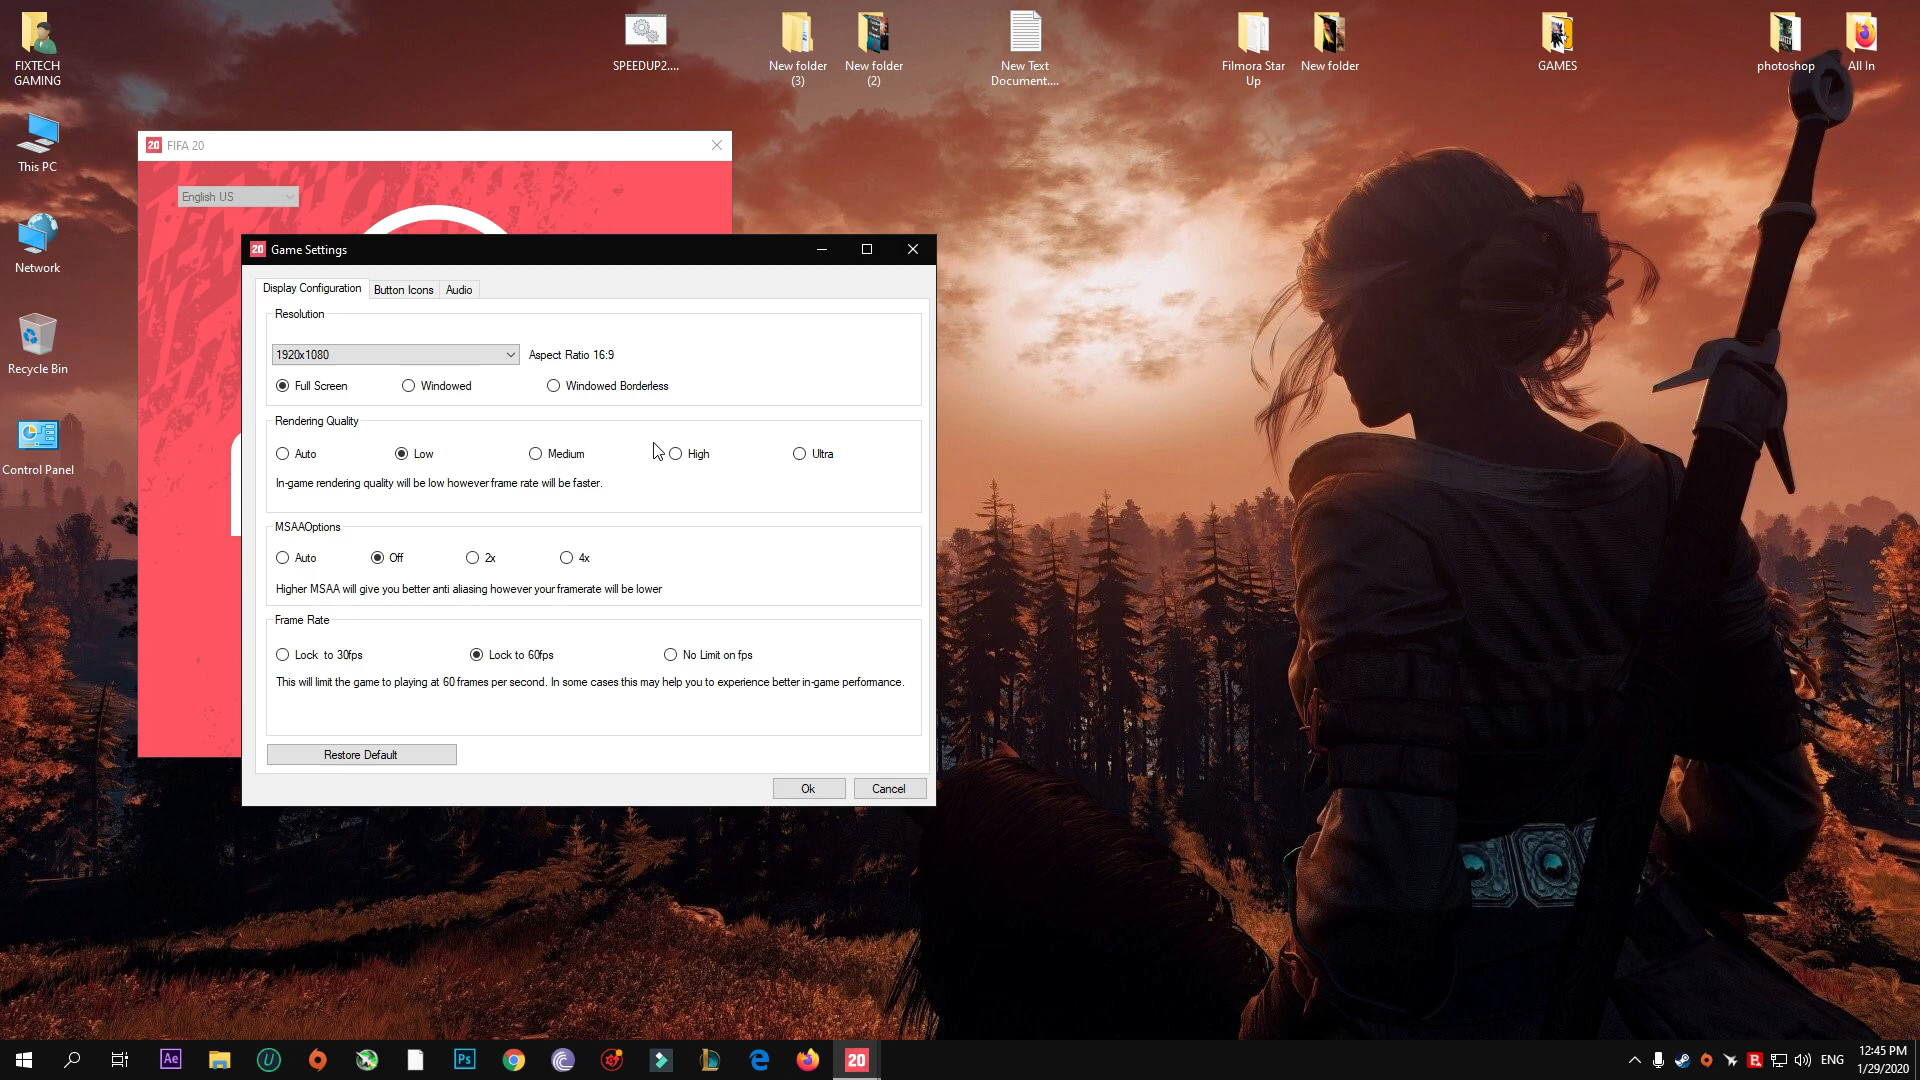 FIXTECH
GAMING
SPEEDUP2....
New folder
(3)
New folder
(2)
New Text
Document....
Filmora Star
Up
New folder
GAMES
photoshop
All In
This PC
Network
Recycle Bin
Control Panel
20 FIFA 20
English US
20 Game Settings
Display Configuration
Button Icons
Audio
Resolution
1920x1080
Aspect Ratio 16:9
Full Screen
Windowed
Windowed Borderless
Rendering Quality
Auto
Low
Medium
High
Ultra
In-game rendering quality will be low however frame rate will be faster.
MSAAOptions
Auto
Off
2x
4x
Higher MSAA will give you better anti aliasing however your framerate will be lower
Frame Rate
Lock to 30fps
Lock to 60fps
No Limit on fps
This will limit the game to playing at 60 frames per second. In some cases this may help you to experience better in-game performance.
Restore Default
Ok
Cancel
Ae
U
Ps
20
ENG
12:45 PM
1/29/2020